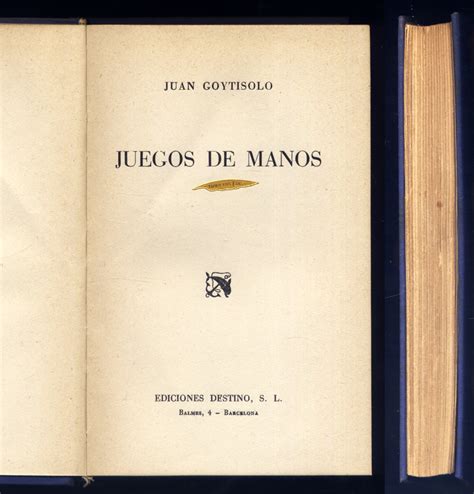 JUAN GOYTISOLO
JUEGOS DE MANOS
EDICIONES DESTINO, S. L.
BALMES, 4 - BARCELONA